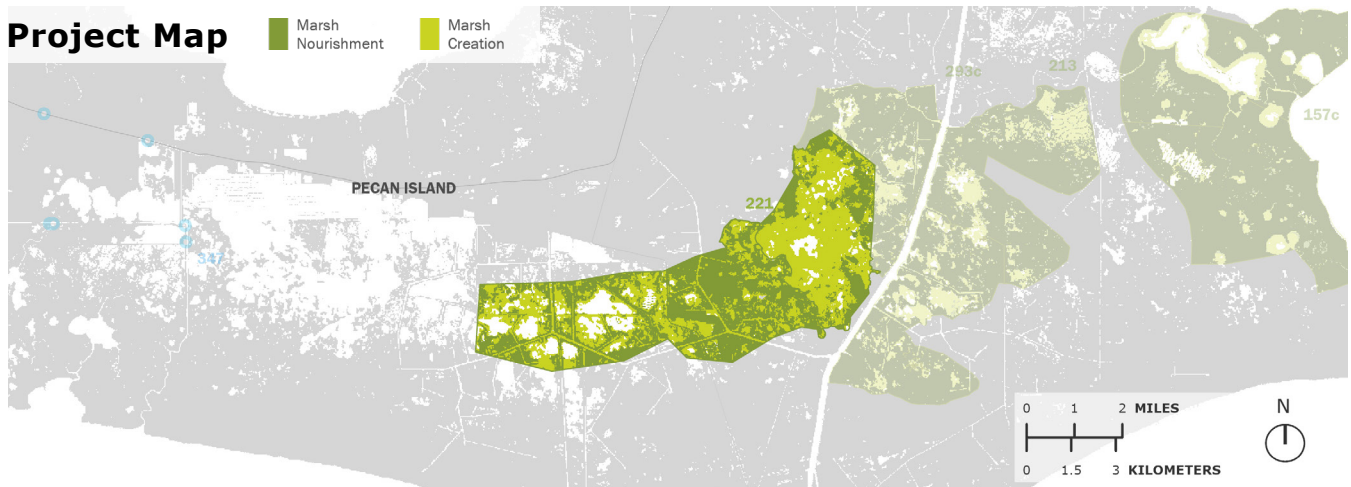 Project Map
Marsh
Nourishment
Marsh
Creation
293c
213
157c
PECAN ISLAND
221
347
0 1 2 MILES
0 1.5 3 KILOMETERS
N